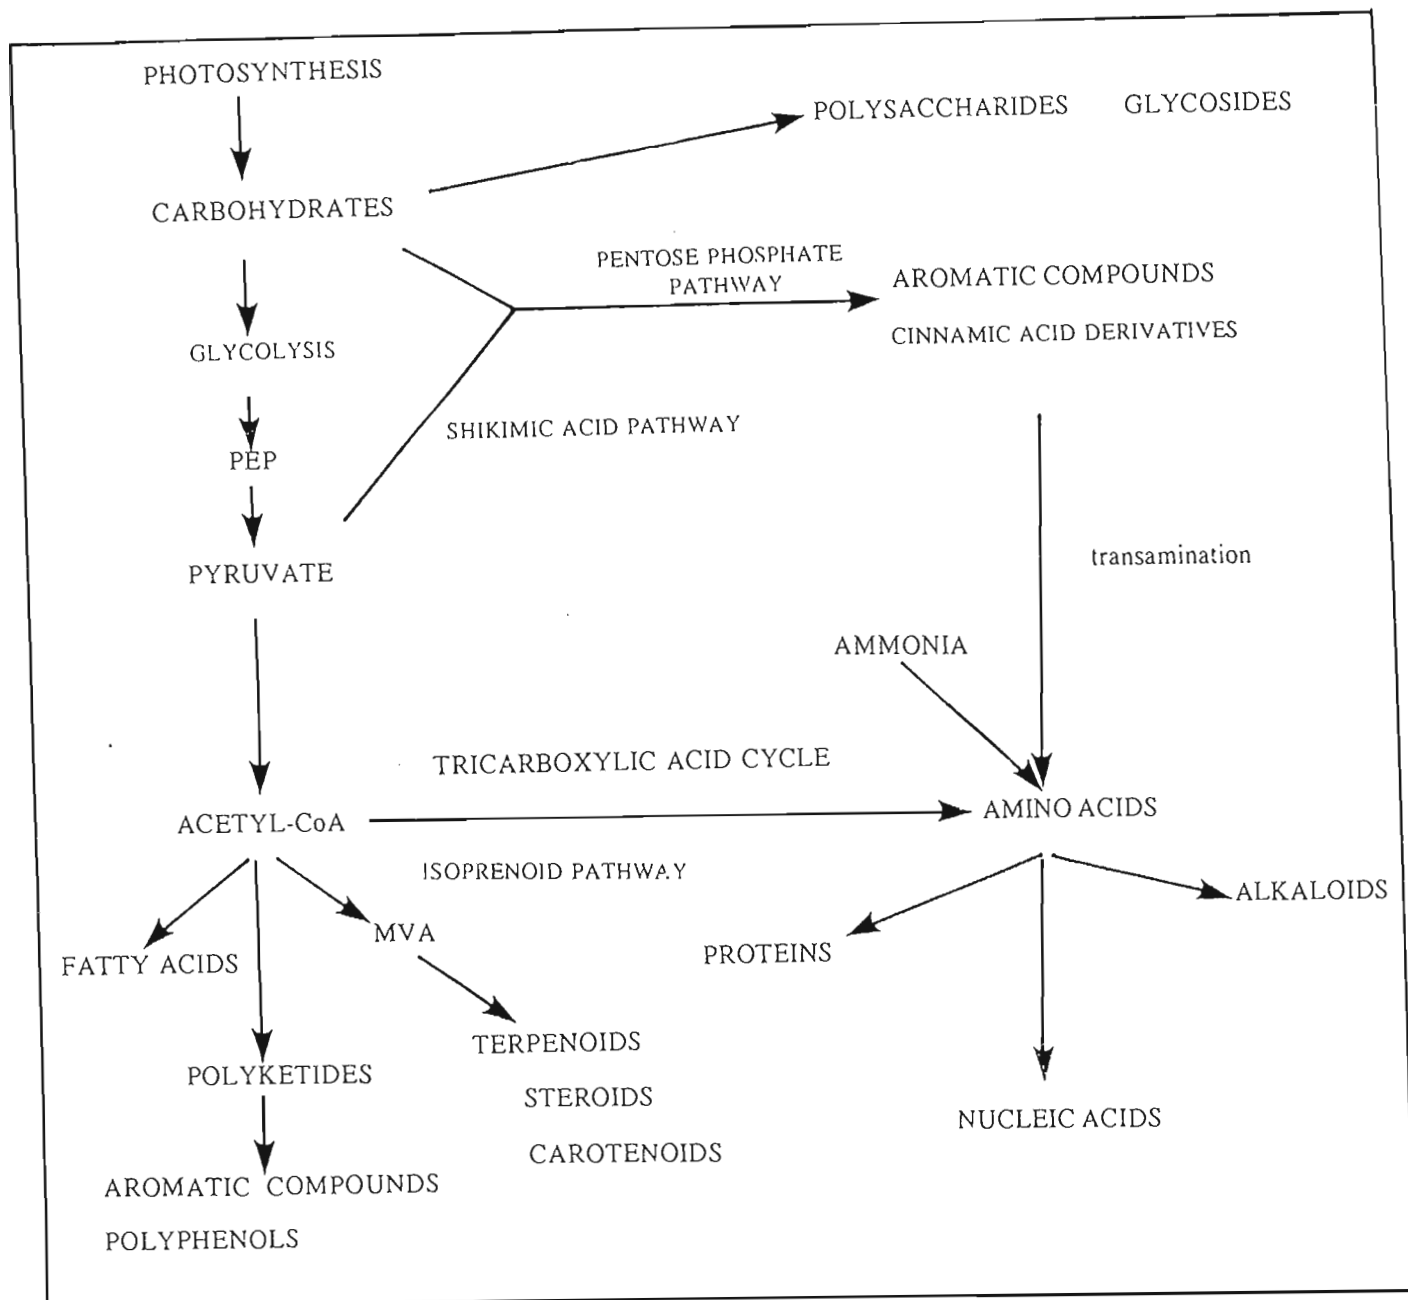 PHOTOSYNTHESIS
POLYSACCHARIDES GLYCOSIDES
CARBOHYDRATES
PENTOSE PHOSPHATE
PATHWAY
AROMATIC COMPOUNDS
CINNAMIC ACID DERIVATIVES
GLYCOLYSIS
SHIKIMIC ACID PATHWAY
PEP
PYRUVATE
transamination
AMMONIA
TRICARBOXYLIC ACID CYCLE
ACETYL-CoA
AMINO ACIDS
ISOPRENOID PATHWAY
ALKALOIDS
MVA
PROTEINS
FATTY ACIDS
TERPENOIDS
POLYKETIDES
STEROIDS
NUCLEIC ACIDS
CAROTENOIDS
AROMATIC COMPOUNDS
POLYPHENOLS